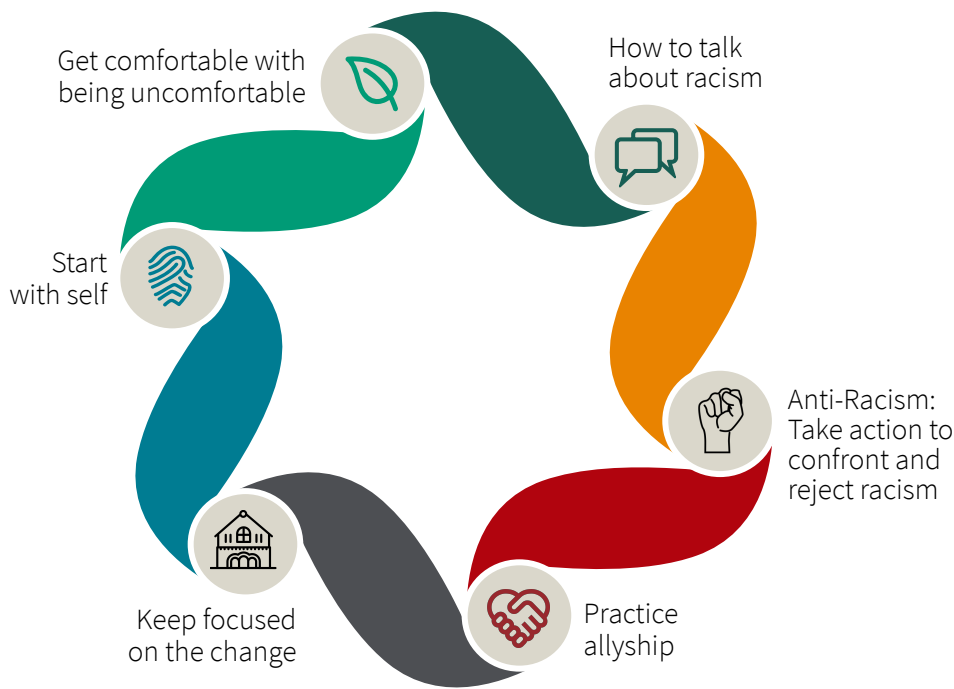 Get comfortable with
being uncomfortable
How to talk
about racism
Start
with self
Anti-Racism:
Take action to
confront and
reject racism
Keep focused
on the change
Practice
allyship